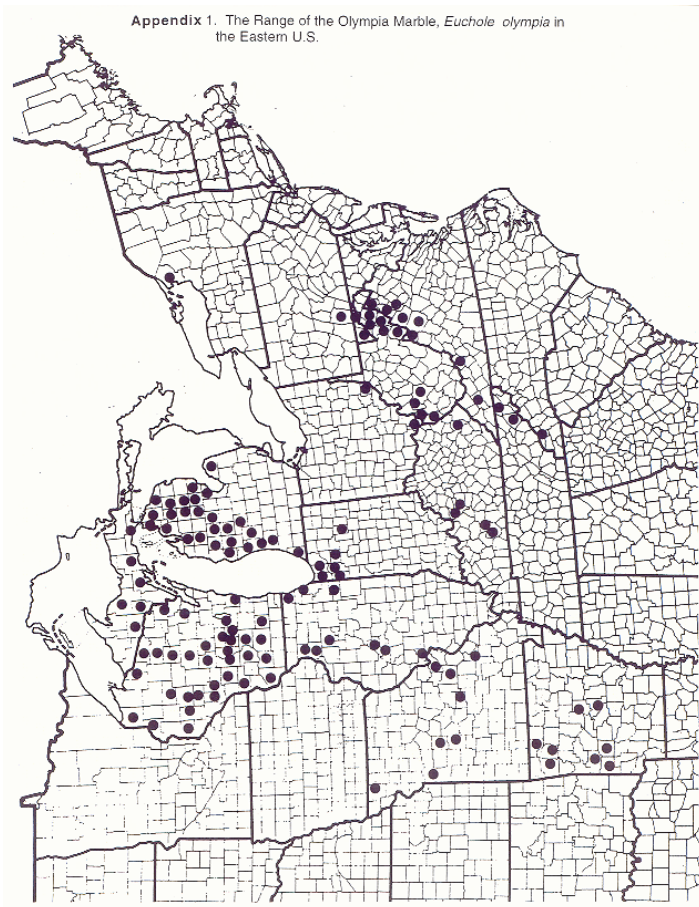 Appendix 1. The Range of the Olympia Marble, Euchole olympia in
the Eastern U.S.